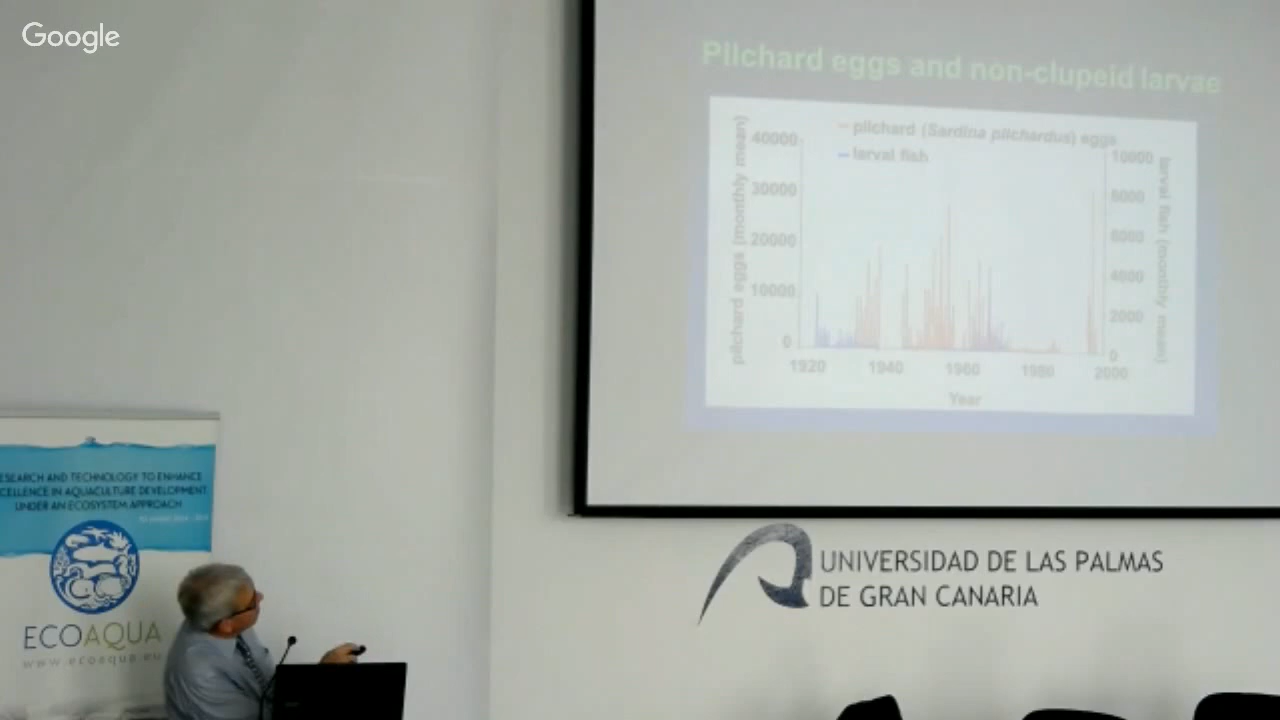 Google
Pilchard eggs and non-clupeid larvae
pilchard (Sardina pilchardus) eggs
larval fish
pilchard eggs (monthly mean)
40000
30000
20000
10000
0
10000
8000
6000
4000
2000
0
larval fish (monthly mean)
1920 1940 1960 1980 2000
Year
ESEARCH AND TECHNOLOGY TO ENHANCE
CELLENCE IN AQUACULTURE DEVELOPMENT
UNDER AN ECOSYSTEM APPROACH
ECOAQUA
www.ecoaqua.eu
UNIVERSIDAD DE LAS PALMAS
DE GRAN CANARIA